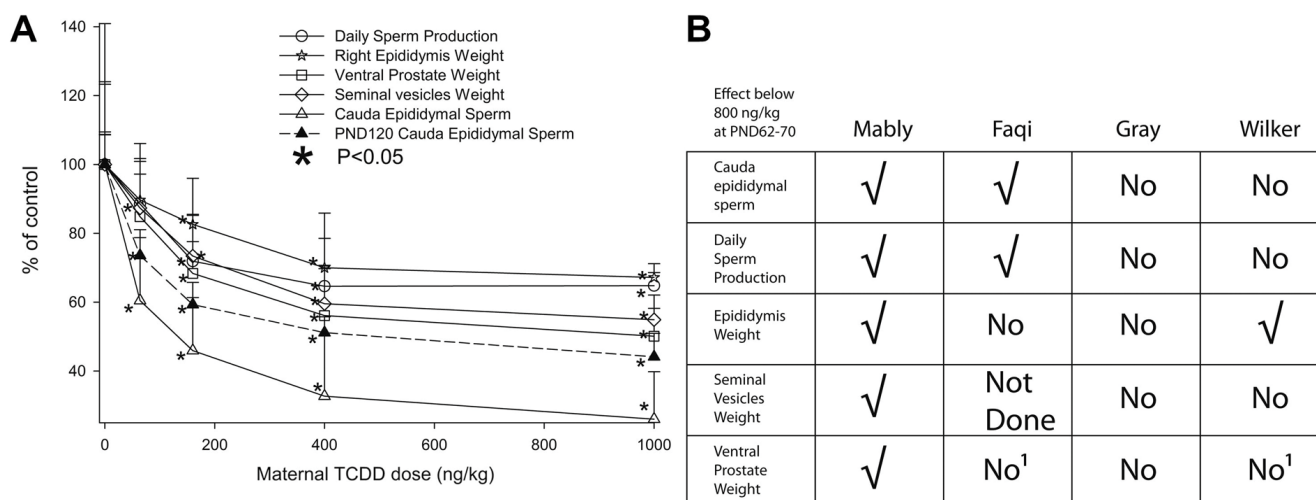 A
140
120
100
80
60
40
% of control
0
200
400
600
800
1000
Maternal TCDD dose (ng/kg)
Daily Sperm Production
Right Epididymis Weight
Ventral Prostate Weight
Seminal vesicles Weight
Cauda Epididymal Sperm
PND120 Cauda Epididymal Sperm
* P<0.05
B
Effect below
800 ng/kg
at PND62-70
Mably
Faqi
Gray
Wilker
Cauda
epididymal
sperm
√
√
No
No
Daily
Sperm
Production
√
√
No
No
Epididymis
Weight
√
No
No
√
Seminal
Vesicles
Weight
√
Not
Done
No
No
Ventral
Prostate
Weight
√
No¹
No
No¹